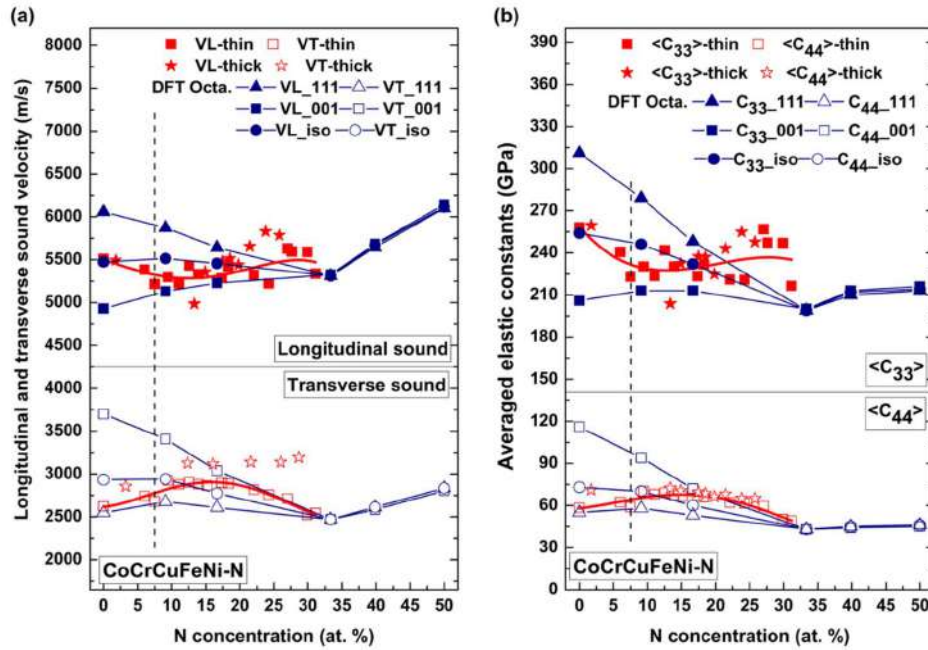 (a)
8000
VL-thin VT-thin
7500
VL-thick VT-thick
DFT Octa. VL_111 VT_111
7000
VL_001 VT_001
6500
VL_iso VT_iso
6000
5500
5000
4500
Longitudinal sound
4000
Transverse sound
3500
3000
2500
2000
CoCrCuFeNi-N
0 5 10 15 20 25 30 35 40 45 50
N concentration (at. %)
Longitudinal and transverse sound velocity (m/s)
(b)
390
<C33>-thin <C44>-thin
360
<C33>-thick <C44>-thick
DFT Octa. C33_111 C44_111
330
C33_001 C44_001
300
C33_iso C44_iso
270
240
210
180
150
<C33>
120
<C44>
90
60
30
0
CoCrCuFeNi-N
0 5 10 15 20 25 30 35 40 45 50
N concentration (at. %)
Averaged elastic constants (GPa)